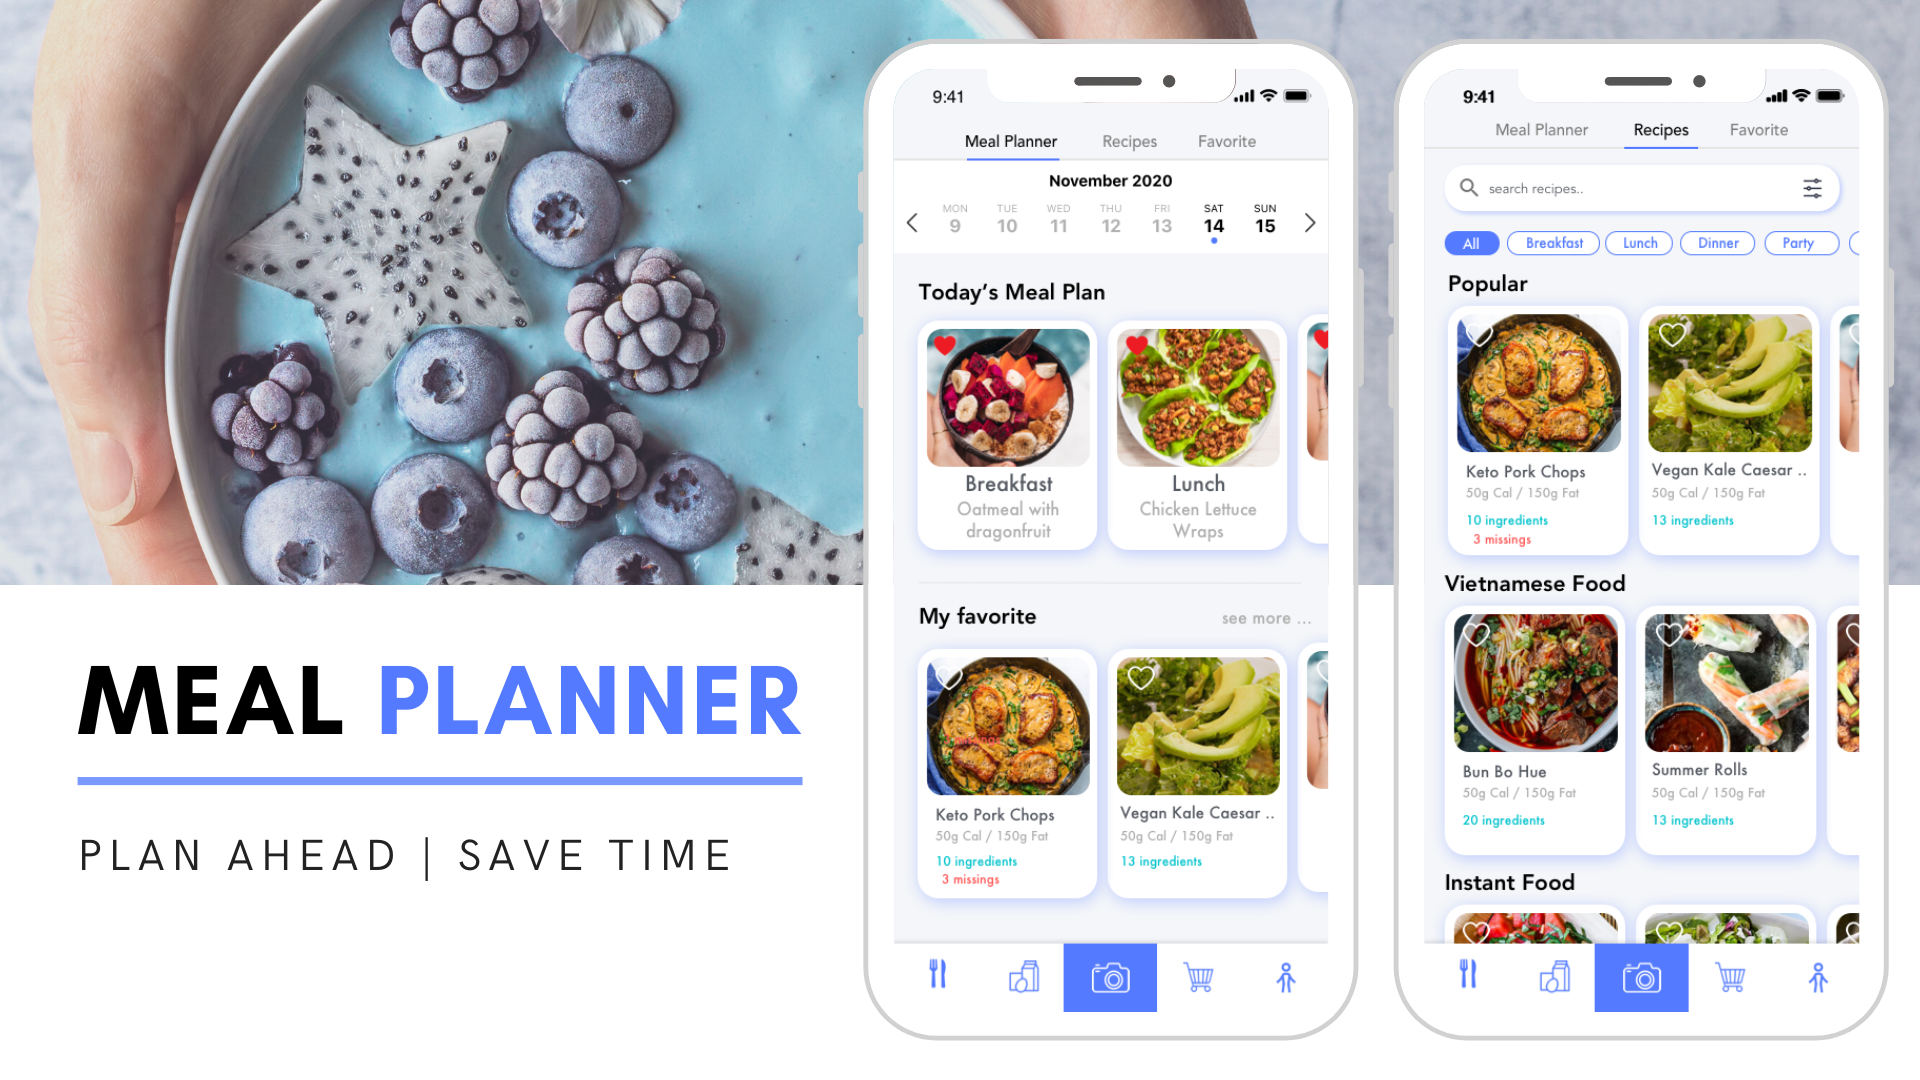 MEAL PLANNER
PLAN AHEAD | SAVE TIME
9:41
Meal Planner Recipes Favorite
November 2020
MON TUE WED THU FRI SAT SUN
9 10 11 12 13 14 15
Today's Meal Plan
Breakfast
Oatmeal with
dragonfruit
Lunch
Chicken Lettuce
Wraps
My favorite see more ...
Keto Pork Chops
50g Cal / 150g Fat
10 ingredients
3 missings
Vegan Kale Caesar ..
50g Cal / 150g Fat
13 ingredients
9:41
Meal Planner Recipes Favorite
search recipes..
All Breakfast Lunch Dinner Party
Popular
Keto Pork Chops
50g Cal / 150g Fat
10 ingredients
3 missings
Vegan Kale Caesar ..
50g Cal / 150g Fat
13 ingredients
Vietnamese Food
Bun Bo Hue
50g Cal / 150g Fat
20 ingredients
Summer Rolls
50g Cal / 150g Fat
13 ingredients
Instant Food